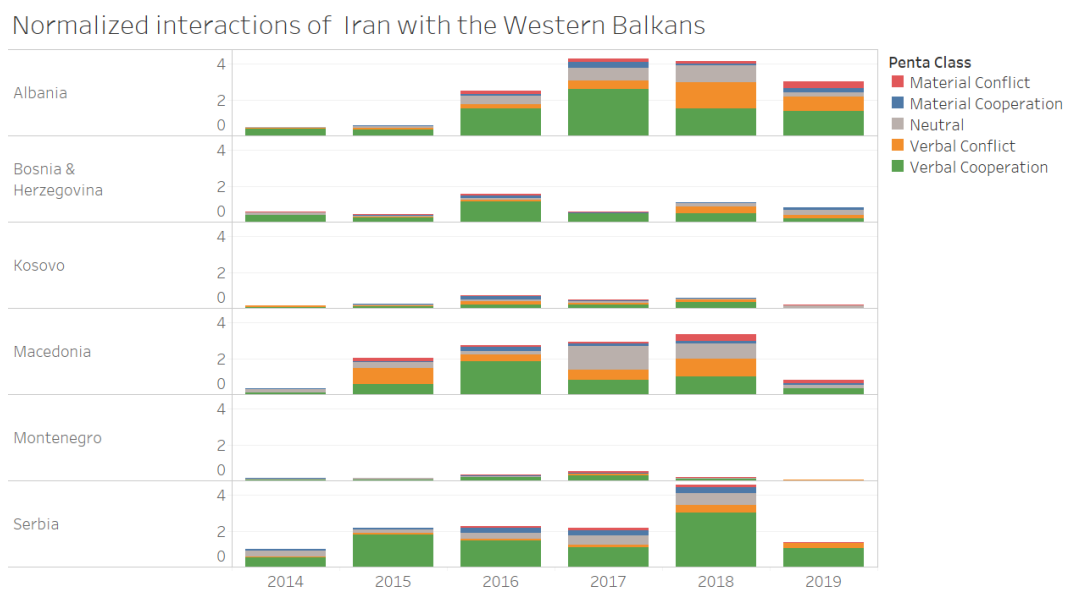 Normalized interactions of  Iran with the Western Balkans
Penta Class
Material Conflict
Material Cooperation
Neutral
Verbal Conflict
Verbal Cooperation
Albania
4
2
0
Bosnia &
Herzegovina
4
2
0
Kosovo
4
2
0
Macedonia
4
2
0
Montenegro
4
2
0
Serbia
4
2
0
2014 2015 2016 2017 2018 2019